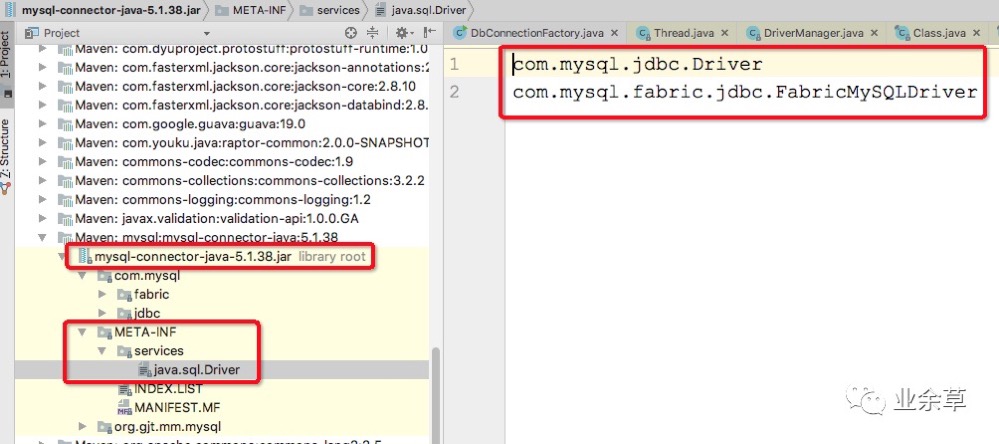 mysql-connector-java-5.1.38.jar META-INF services java.sql.Driver
Project
DbConnectionFactory.java Thread.java DriverManager.java Class.java
1: Project
Z: Structure
Maven: com.dyuproject.protostuff:protostuff-runtime:1.0
Maven: com.fasterxml.jackson.core:jackson-annotations:2
Maven: com.fasterxml.jackson.core:jackson-core:2.8.10
Maven: com.fasterxml.jackson.core:jackson-databind:2.8.
Maven: com.google.guava:guava:19.0
Maven: com.youku.java:raptor-common:2.0.0-SNAPSHOT
Maven: commons-codec:commons-codec:1.9
Maven: commons-collections:commons-collections:3.2.2
Maven: commons-logging:commons-logging:1.2
Maven: javax.validation:validation-api:1.0.0.GA
Maven: mysql:mysql-connector-java:5.1.38
mysql-connector-java-5.1.38.jar library root
com.mysql
fabric
jdbc
META-INF
services
java.sql.Driver
INDEX.LIST
MANIFEST.MF
org.gjt.mm.mysql
1 com.mysql.jdbc.Driver
2 com.mysql.fabric.jdbc.FabricMySQLDriver
业余草